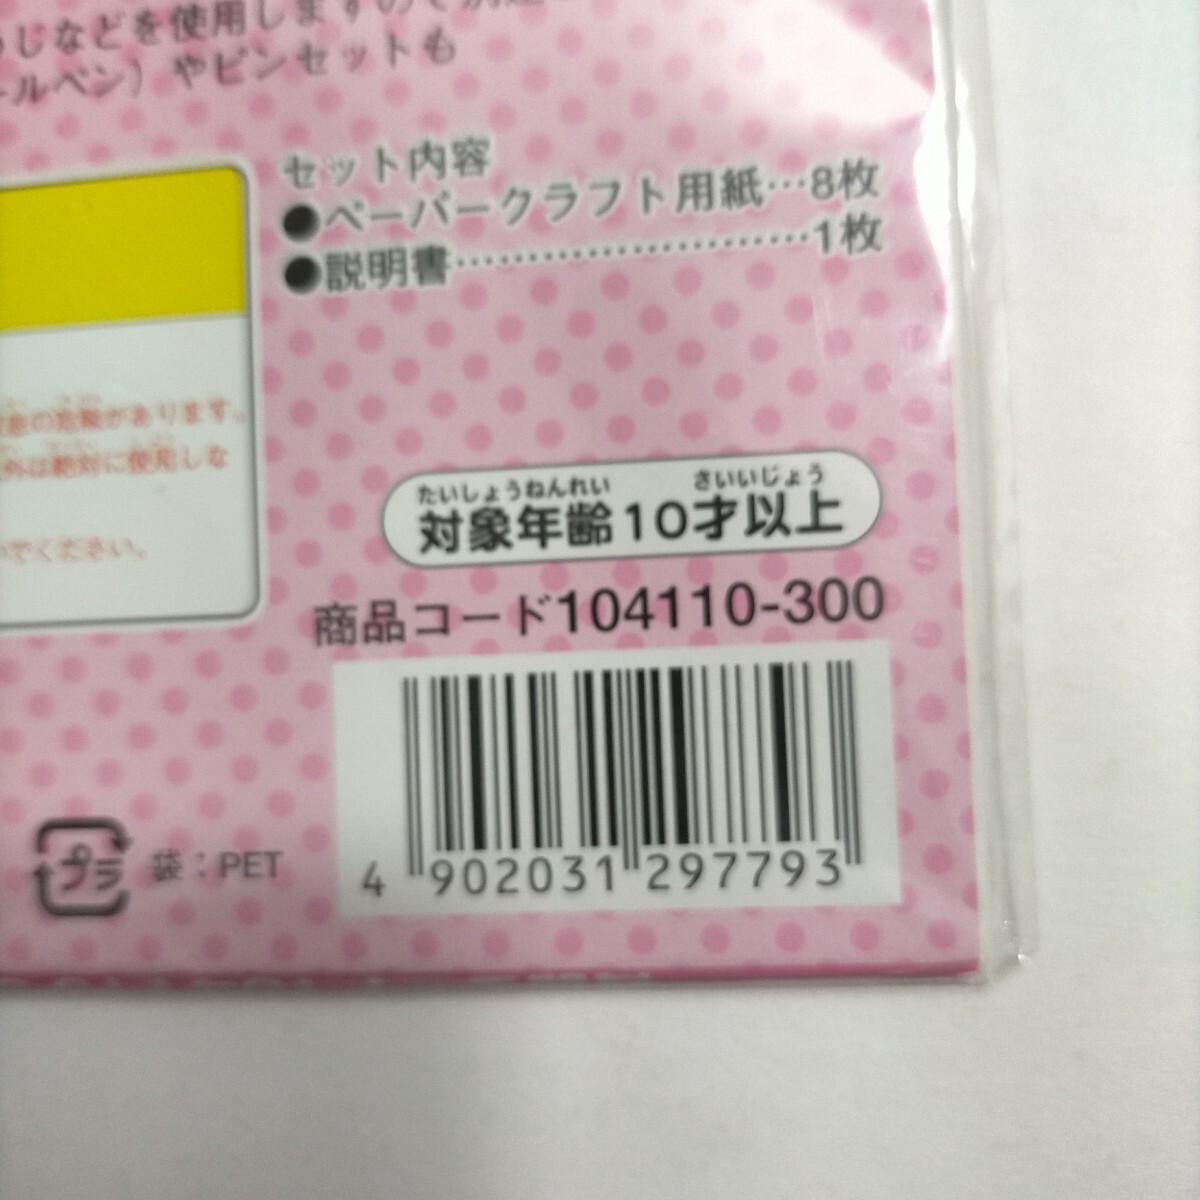 じなどを使用しますので別途
ールペン）やピンセットも
セット内容
●ペーパークラフト用紙…8枚
●説明書……………………1枚
の危険があります。
外は絶対に使用しな
でください。
たいしょうねんれい さいいじょう
対象年齢10才以上
商品コード104110-300
プラ 袋：PET
4 902031 297793